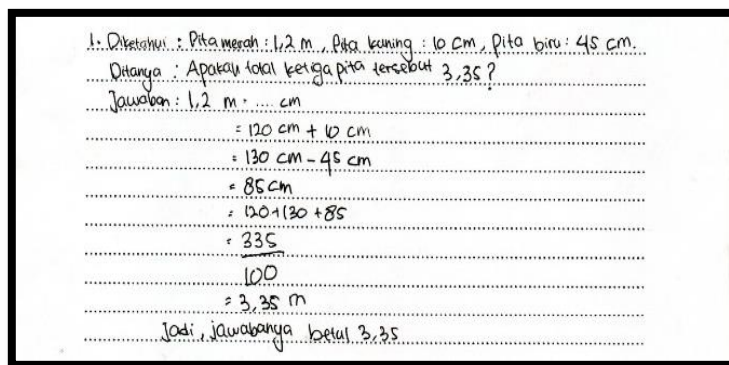 1. Diketahui : Pita merah : 1,2 m, Pita kuning : 10 cm, Pita biru : 45 cm.
Ditanya : Apakah total ketiga pita tersebut 3,35 ?
Jawaban : 1,2 m = .... cm
= 120 cm + 10 cm
= 130 cm - 45 cm
= 85 cm
= 120 + 130 + 85
= 335
100
= 3,35 m
Jadi, jawabanya betul 3,35